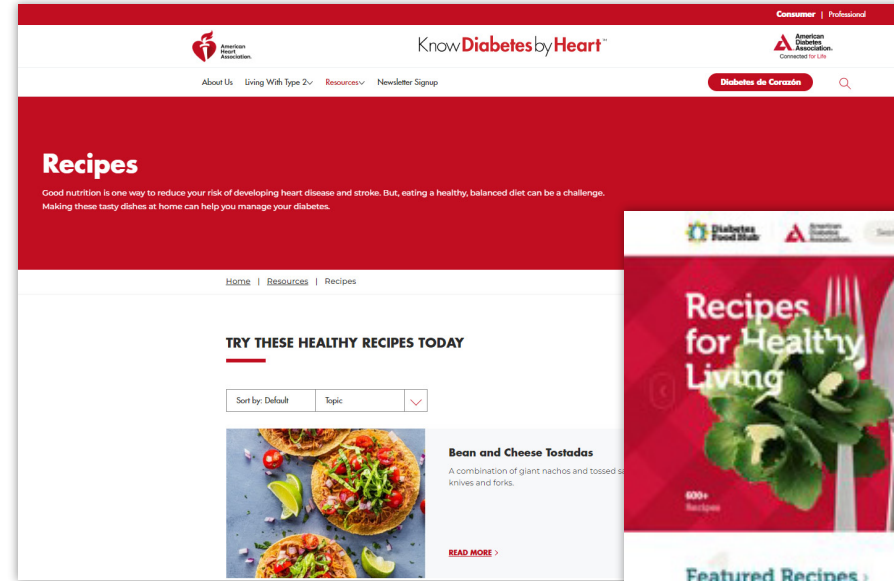 Consumer | Professional
American
Heart
Association.
Know Diabetes by Heart™
American
Diabetes
Association.
Connected for Life
About Us Living With Type 2 Resources Newsletter Signup
Diabetes de Corazón
Recipes
Good nutrition is one way to reduce your risk of developing heart disease and stroke. But, eating a healthy, balanced diet can be a challenge.
Making these tasty dishes at home can help you manage your diabetes.
Home | Resources | Recipes
TRY THESE HEALTHY RECIPES TODAY
Sort by: Default Topic
Bean and Cheese Tostadas
A combination of giant nachos and tossed
knives and forks.
READ MORE >
Diabetes
Food Hub
American
Diabetes
Association.
Recipes
for Healthy
Living
600+
Recipes
Featured Recipes >